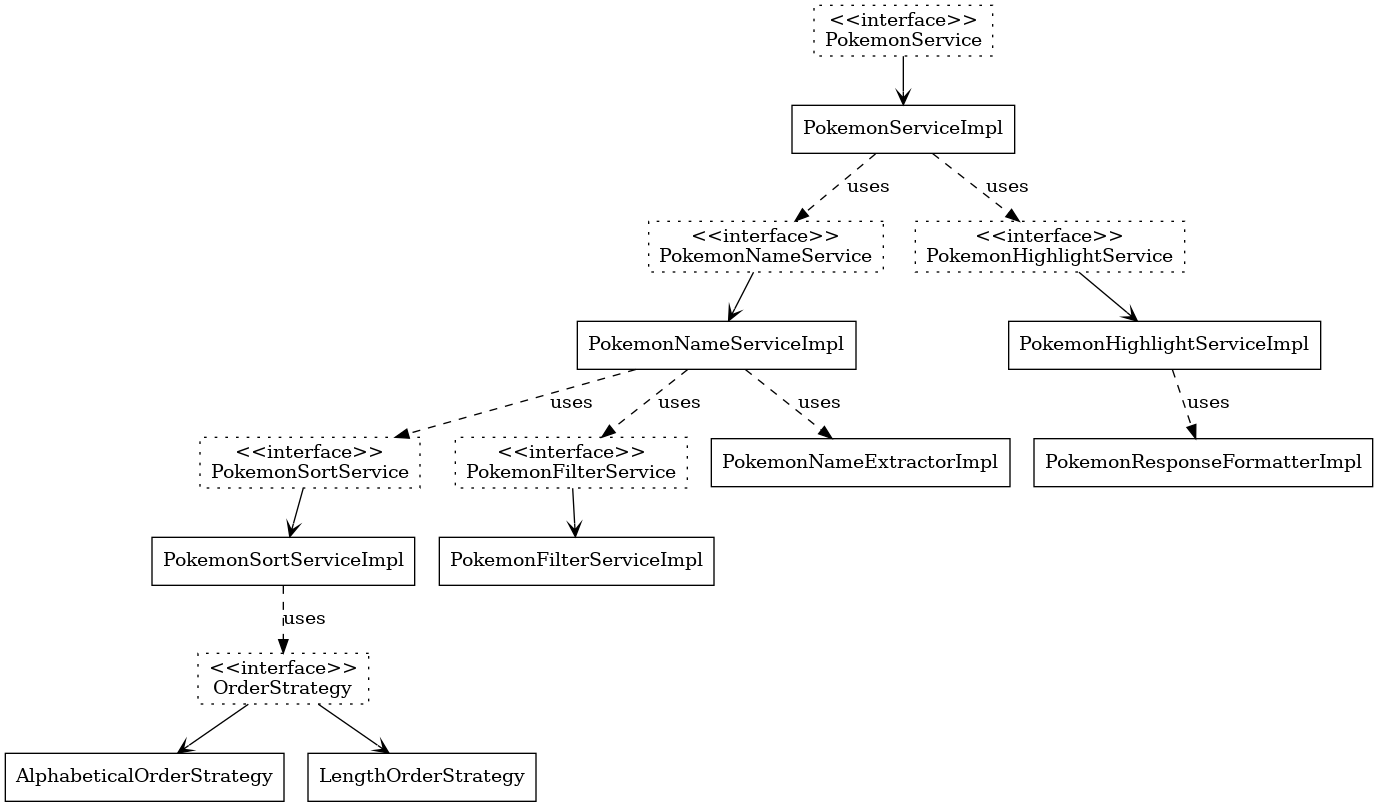 <<interface>>
PokemonService
PokemonServiceImpl
uses
uses
<<interface>>
PokemonNameService
<<interface>>
PokemonHighlightService
PokemonNameServiceImpl
PokemonHighlightServiceImpl
uses
uses
uses
uses
<<interface>>
PokemonSortService
<<interface>>
PokemonFilterService
PokemonNameExtractorImpl
PokemonResponseFormatterImpl
PokemonSortServiceImpl
PokemonFilterServiceImpl
uses
<<interface>>
OrderStrategy
AlphabeticalOrderStrategy
LengthOrderStrategy